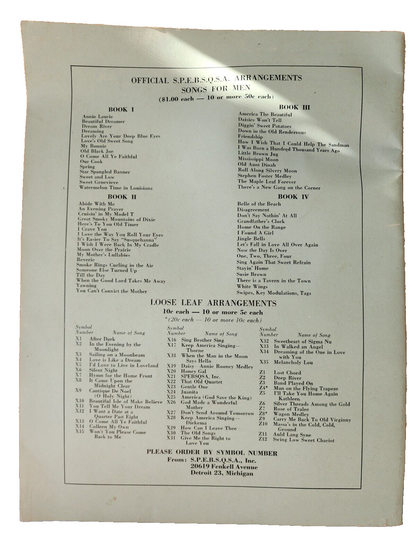 OFFICIAL S.P.E.B.S.Q.S.A. ARRANGEMENTS
SONGS FOR MEN
($1.00 each — 10 or more 50c each)
BOOK I
Annie Laurie
Beautiful Dreamer
Dream River
Dreaming
Lovely Are Your Deep Blue Eyes
Love's Old Sweet Song
My Bonnie
Old Black Joe
O Come All Ye Faithful
One Cook
Spring
Star Spangled Banner
Sweet and Low
Sweet Genevieve
Watermelon Time in Louisiana
BOOK II
Abide With Me
An Evening Prayer
Cruisin' in My Model T
Great Smoky Mountains of Dixie
Here's To You Old Timer
I Crave You
I Love the Way You Roll Your Eyes
It's Easier To Say "Susquehanna"
I Wish I Were Back In My Cradle
Moon Over the Prairie
My Mother's Lullabies
Reverie
Smoke Rings Curling in the Air
Someone Else Turned Up
Till the Day
When the Good Lord Takes Me Away
Yawning
You Can't Convict the Mother
BOOK III
America The Beautiful
Daisies Won't Tell
Diggin' Sweet Potatoes
Down in the Old Barnroom
Friendship
How I Wish That I Could Help The Sandman
I Was Born a Hundred Thousand Years Ago
Little Brown Jug
Mississippi Moon
Old Aunt Dinah
Roll Along Silvery Moon
Stephen Foster Medley
The Maple Leaf Forever
There's a New Gang on the Corner
BOOK IV
Belle of the Beach
Disagreement
Don't Say Nothin' At All
Grandfather's Clock
Home On the Range
I Found A Girl
Jingle Bells
Let's Fall in Love All Over Again
Now the Day Is Over
One, Two, Three, Four
Sing Again That Sweet Refrain
Stayin' Home
Susie Brown
There is a Tavern in the Town
White Wings
Swipes, Key Modulations, Tags
LOOSE LEAF ARRANGEMENTS
10c each — 10 or more 5c each
*(20c each — 10 or more 10c each)
Symbol
Number Name of Song
X1 After Dark
X2 In the Evening by the
Moonlight
X3 Sailing on a Moonbeam
X4 Love is Like a Dream
X5 I'd Love to Live in Loveland
X6 Silent Night
X7 Hymn for the Home Front
X8 It Came Upon the
Midnight Clear
X9 Cantique De Noel
(O Holy Night)
X10 Beautiful Isle of Make Believe
X11 You Tell Me Your Dream
X12 I Want a Date at a
Quarter Past Eight
X13 O Come All Ye Faithful
X14 Colleen My Own
X15 Won't You Please Come
Back to Me
Symbol
Number Name of Song
X16 Sing Brother Sing
X17 Keep America Singing—
Thorne
X18 When the Man in the Moon
Says Hello
X19 Daisy—Annie Rooney Medley
X20 Honey Gal
X21 SPEBSQSA, Inc.
X22 That Old Quartet
X23 Gentle One
X24 Juanita
X25 America (God Save the King)
X26 God Made a Wonderful
Mother
X27 Don't Send Around Tomorrow
X28 Keep America Singing—
Diekema
X29 How Can I Leave Thee
X30 The Old Songs
X31 Give Me the Right to
Love You
Symbol
Number Name of Song
X32 Sweetheart of Sigma Nu
X33 In Walked an Angel
X34 Dreaming of the One in Love
with You
X35 Melancholy Lou
Z1 Lost Chord
Z2 Deep River
Z3 Band Played On
Z4* Man on the Flying Trapeze
Z5 I'll Take You Home Again
Kathleen
Z6 Silver Threads Among the Gold
Z7 Rose of Tralee
Z8* Wagon Medley
Z9 Carry Me Back To Old Virginny
Z10 Massa's in the Cold, Cold,
Ground
Z11 Auld Lang Syne
Z12 Swing Low Sweet Chariot
PLEASE ORDER BY SYMBOL NUMBER
From: S.P.E.B.S.Q.S.A., Inc.
20619 Fenkell Avenue
Detroit 23, Michigan